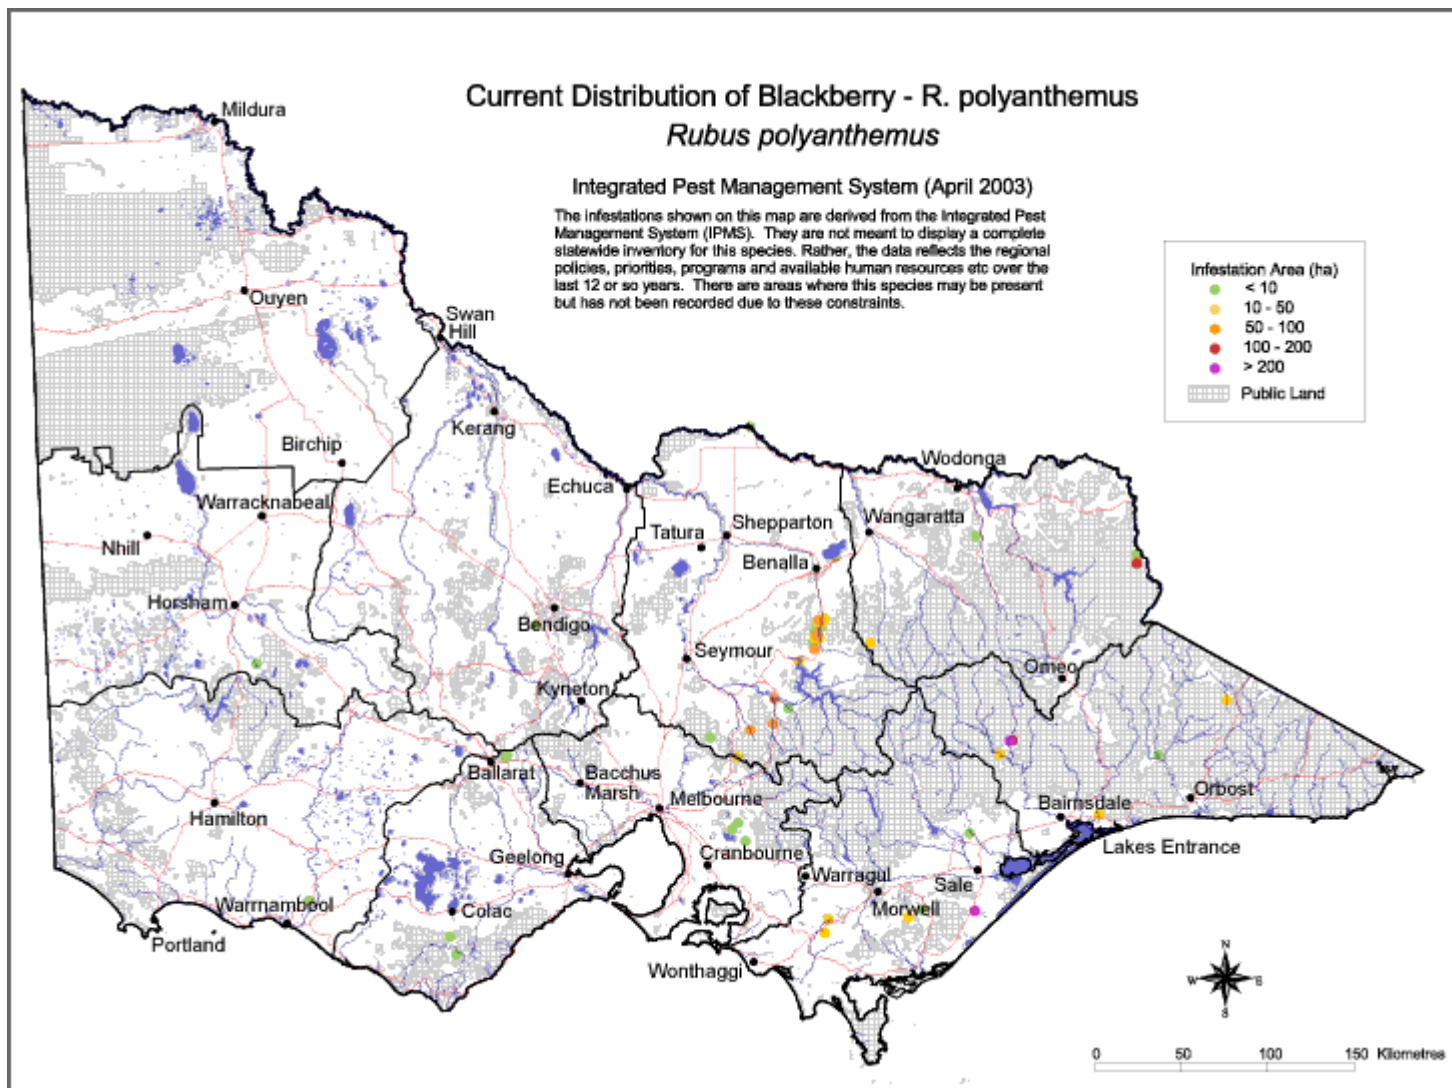 Current Distribution of Blackberry - R. polyanthemus
Rubus polyanthemus
Integrated Pest Management System (April 2003)
The infestations shown on this map are derived from the Integrated Pest
Management System (IPMS). They are not meant to display a complete
statewide inventory for this species. Rather, the data reflects the regional
policies, priorities, programs and available human resources etc over the
last 12 or so years. There are areas where this species may be present
but has not been recorded due to these constraints.
Infestation Area (ha)
< 10
10 - 50
50 - 100
100 - 200
> 200
Public Land
Mildura
Ouyen
Swan
Hill
Kerang
Birchip
Warracknabeal
Nhill
Horsham
Echuca
Bendigo
Kyneton
Tatura
Shepparton
Benalla
Seymour
Wodonga
Wangaratta
Omeo
Ballarat
Bacchus
Marsh
Melbourne
Hamilton
Geelong
Cranbourne
Warragul
Morwell
Sale
Bairnsdale
Orbost
Lakes Entrance
Warrnambool
Colac
Portland
Wonthaggi
N
W
E
S
0 50 100 150 Kilometres